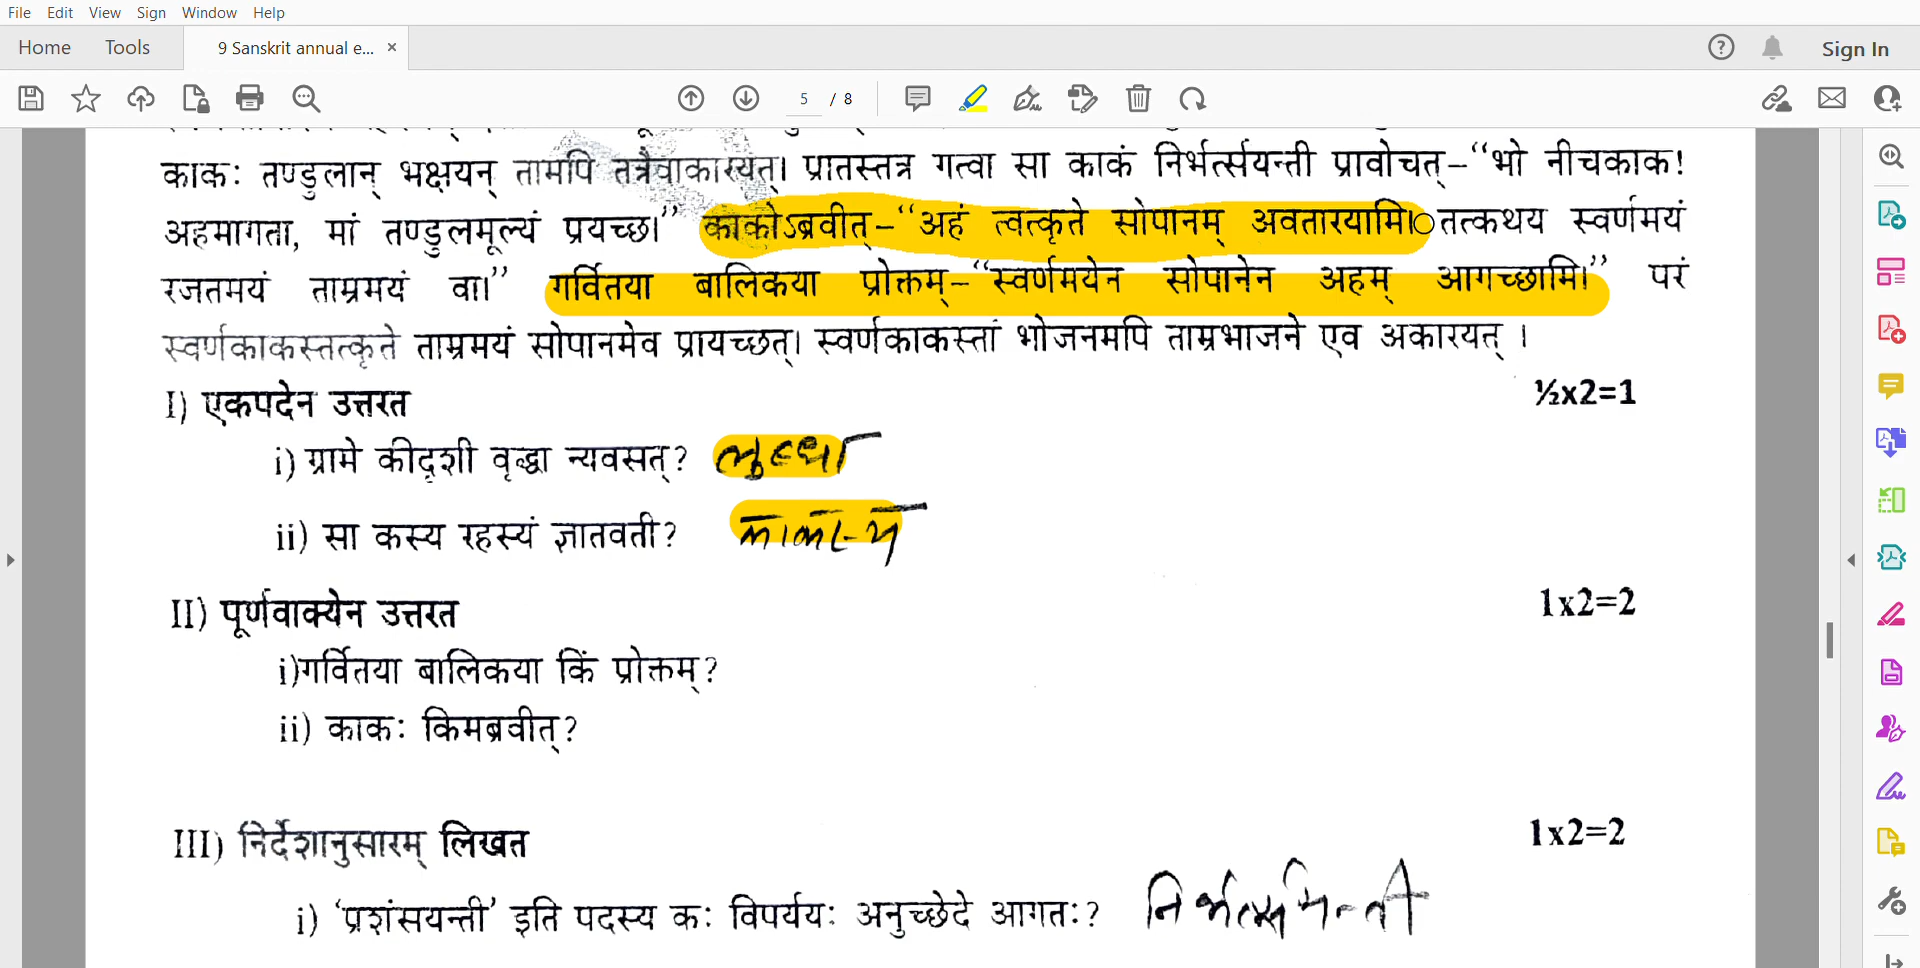 File Edit View Sign Window Help
Home Tools 9 Sanskrit annual e... × Sign In
5 / 8
काकः तण्डुलान् भक्षयन् तामपि तत्रैवाकारयत्। प्रातस्तत्र गत्वा सा काकं निर्भर्त्सयन्ती प्रावोचत्–“भो नीचकाक!
अहमागता, मां तण्डुलमूल्यं प्रयच्छ।” काकोऽब्रवीत्–“अहं त्वत्कृते सोपानम् अवतारयामि। तत्कथय स्वर्णमयं
रजतमयं ताम्रमयं वा।” गर्वितया बालिकया प्रोक्तम्–“स्वर्णमयेन सोपानेन अहम् आगच्छामि।” परं
स्वर्णकाकस्तत्कृते ताम्रमयं सोपानमेव प्रायच्छत्। स्वर्णकाकस्तां भोजनमपि ताम्रभाजने एव अकारयत् ।
I) एकपदेन उत्तरत ½x2=1
i) ग्रामे कीदृशी वृद्धा न्यवसत्? लुब्धा
ii) सा कस्य रहस्यं ज्ञातवती? काकस्य
II) पूर्णवाक्येन उत्तरत 1x2=2
i)गर्वितया बालिकया किं प्रोक्तम्?
ii) काकः किमब्रवीत्?
III) निर्देशानुसारम् लिखत 1x2=2
i) ‘प्रशंसयन्ती’ इति पदस्य कः विपर्ययः अनुच्छेदे आगतः? निर्भर्त्सयन्ती